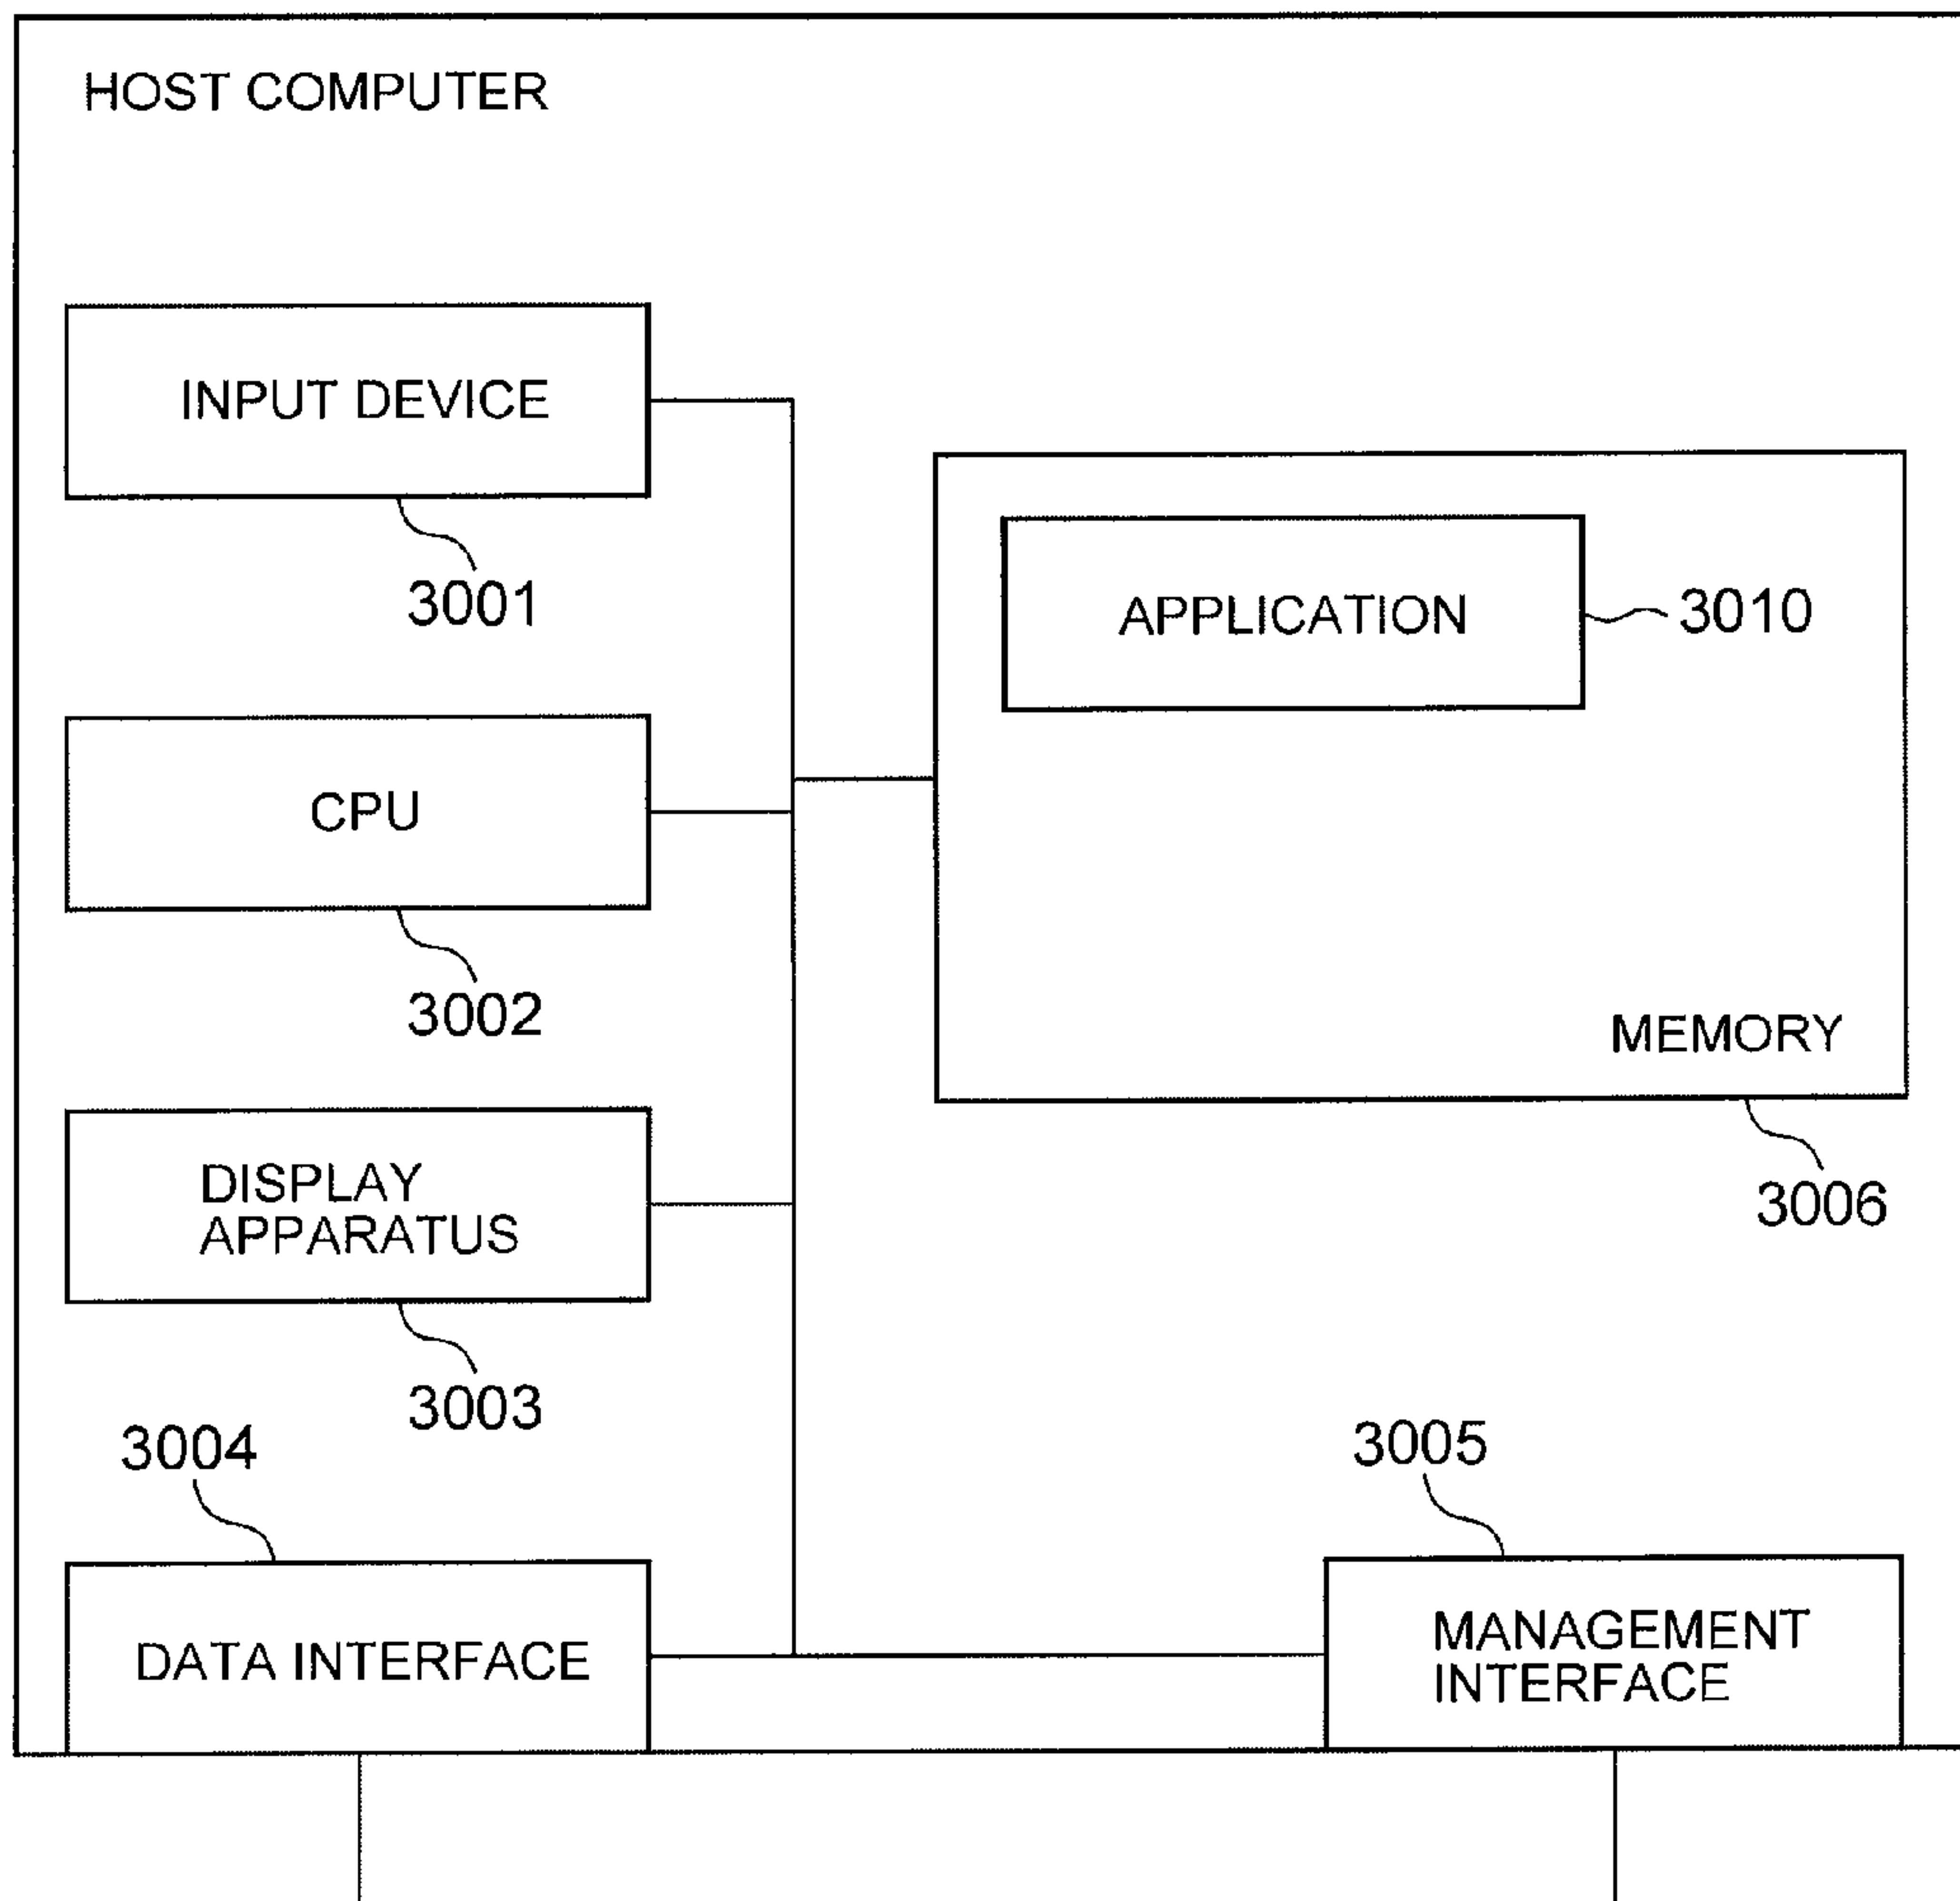 HOST COMPUTER
INPUT DEVICE
3001
APPLICATION
3010
CPU
3002
MEMORY
3006
DISPLAY
APPARATUS
3003
3004
DATA INTERFACE
3005
MANAGEMENT
INTERFACE